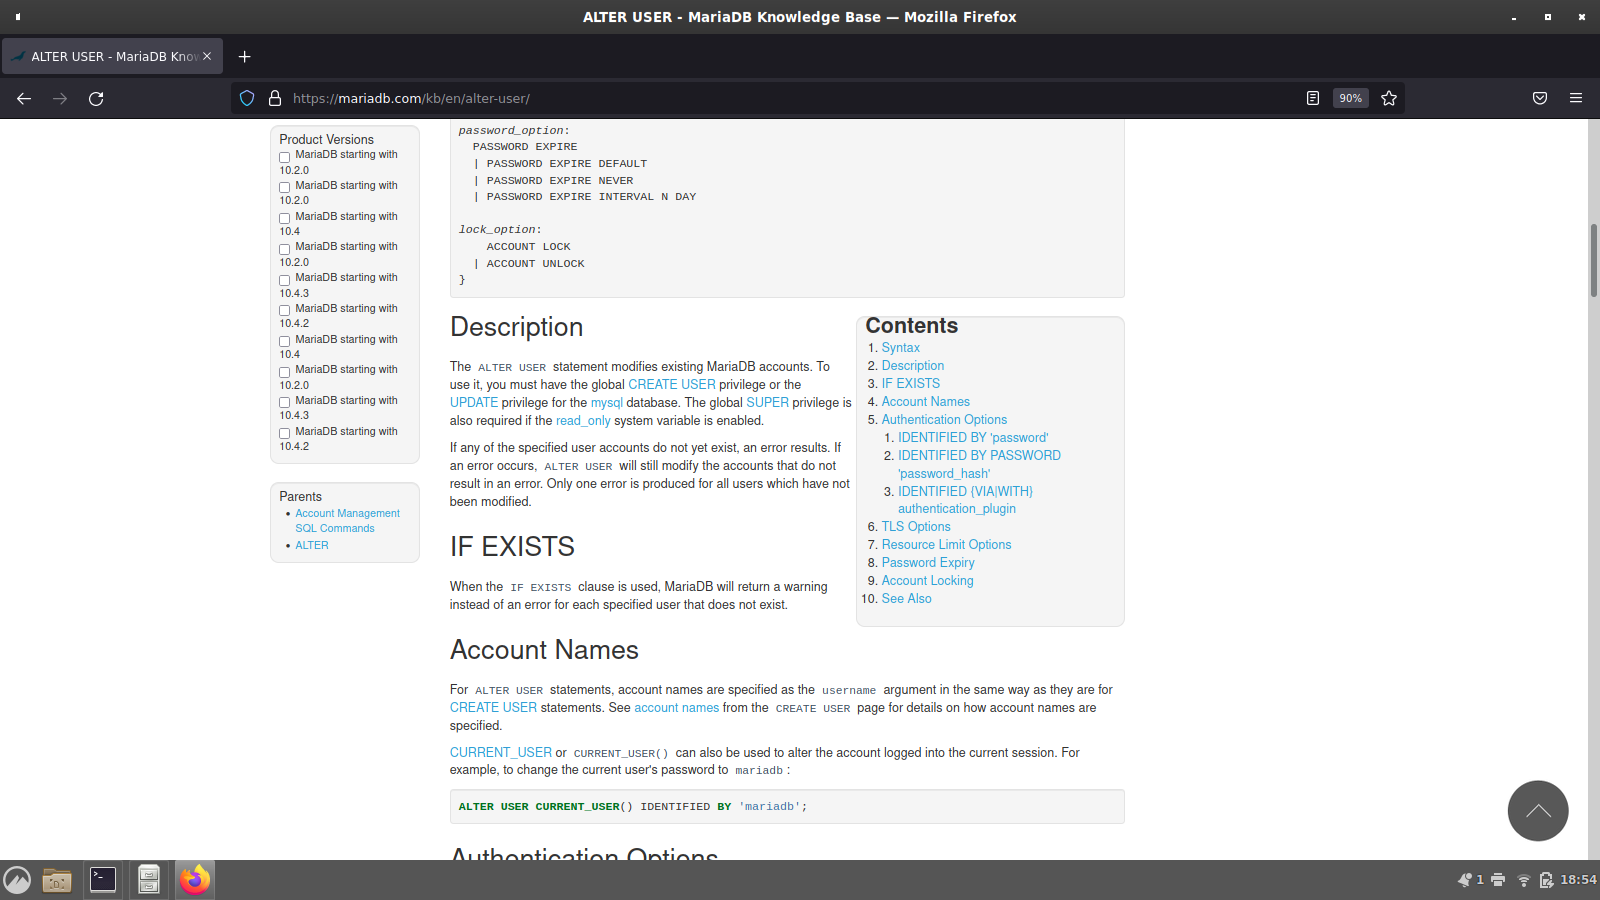 ALTER USER - MariaDB Knowledge Base — Mozilla Firefox
ALTER USER - MariaDB Know
https://mariadb.com/kb/en/alter-user/
90%
Product Versions
MariaDB starting with
10.2.0
MariaDB starting with
10.2.0
MariaDB starting with
10.4
MariaDB starting with
10.2.0
MariaDB starting with
10.4.3
MariaDB starting with
10.4.2
MariaDB starting with
10.4
MariaDB starting with
10.2.0
MariaDB starting with
10.4.3
MariaDB starting with
10.4.2
Parents
• Account Management
SQL Commands
• ALTER
password_option:
PASSWORD EXPIRE
| PASSWORD EXPIRE DEFAULT
| PASSWORD EXPIRE NEVER
| PASSWORD EXPIRE INTERVAL N DAY
lock_option:
ACCOUNT LOCK
| ACCOUNT UNLOCK
}
Description
The ALTER USER statement modifies existing MariaDB accounts. To
use it, you must have the global CREATE USER privilege or the
UPDATE privilege for the mysql database. The global SUPER privilege is
also required if the read_only system variable is enabled.
If any of the specified user accounts do not yet exist, an error results. If
an error occurs, ALTER USER will still modify the accounts that do not
result in an error. Only one error is produced for all users which have not
been modified.
IF EXISTS
When the IF EXISTS clause is used, MariaDB will return a warning
instead of an error for each specified user that does not exist.
Contents
1. Syntax
2. Description
3. IF EXISTS
4. Account Names
5. Authentication Options
1. IDENTIFIED BY 'password'
2. IDENTIFIED BY PASSWORD
'password_hash'
3. IDENTIFIED {VIA|WITH}
authentication_plugin
6. TLS Options
7. Resource Limit Options
8. Password Expiry
9. Account Locking
10. See Also
Account Names
For ALTER USER statements, account names are specified as the username argument in the same way as they are for
CREATE USER statements. See account names from the CREATE USER page for details on how account names are
specified.
CURRENT_USER or CURRENT_USER() can also be used to alter the account logged into the current session. For
example, to change the current user's password to mariadb :
ALTER USER CURRENT_USER() IDENTIFIED BY 'mariadb';
Authentication Options
1
18:54